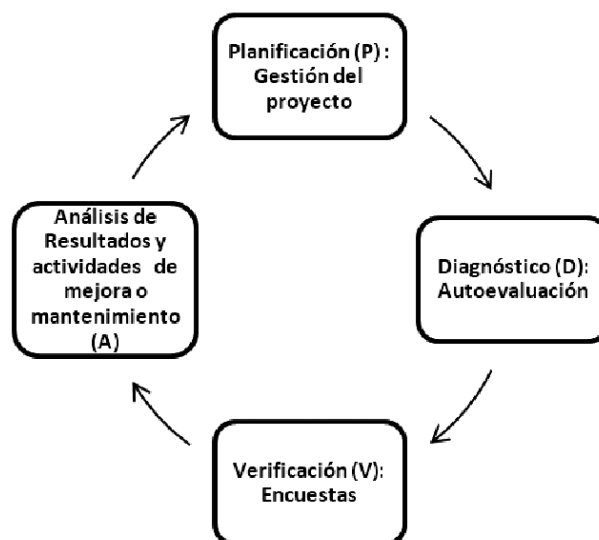 Planificación (P) :
Gestión del
proyecto
Diagnóstico (D):
Autoevaluación
Verificación (V):
Encuestas
Análisis de
Resultados y
actividades de
mejora o
mantenimiento
(A)